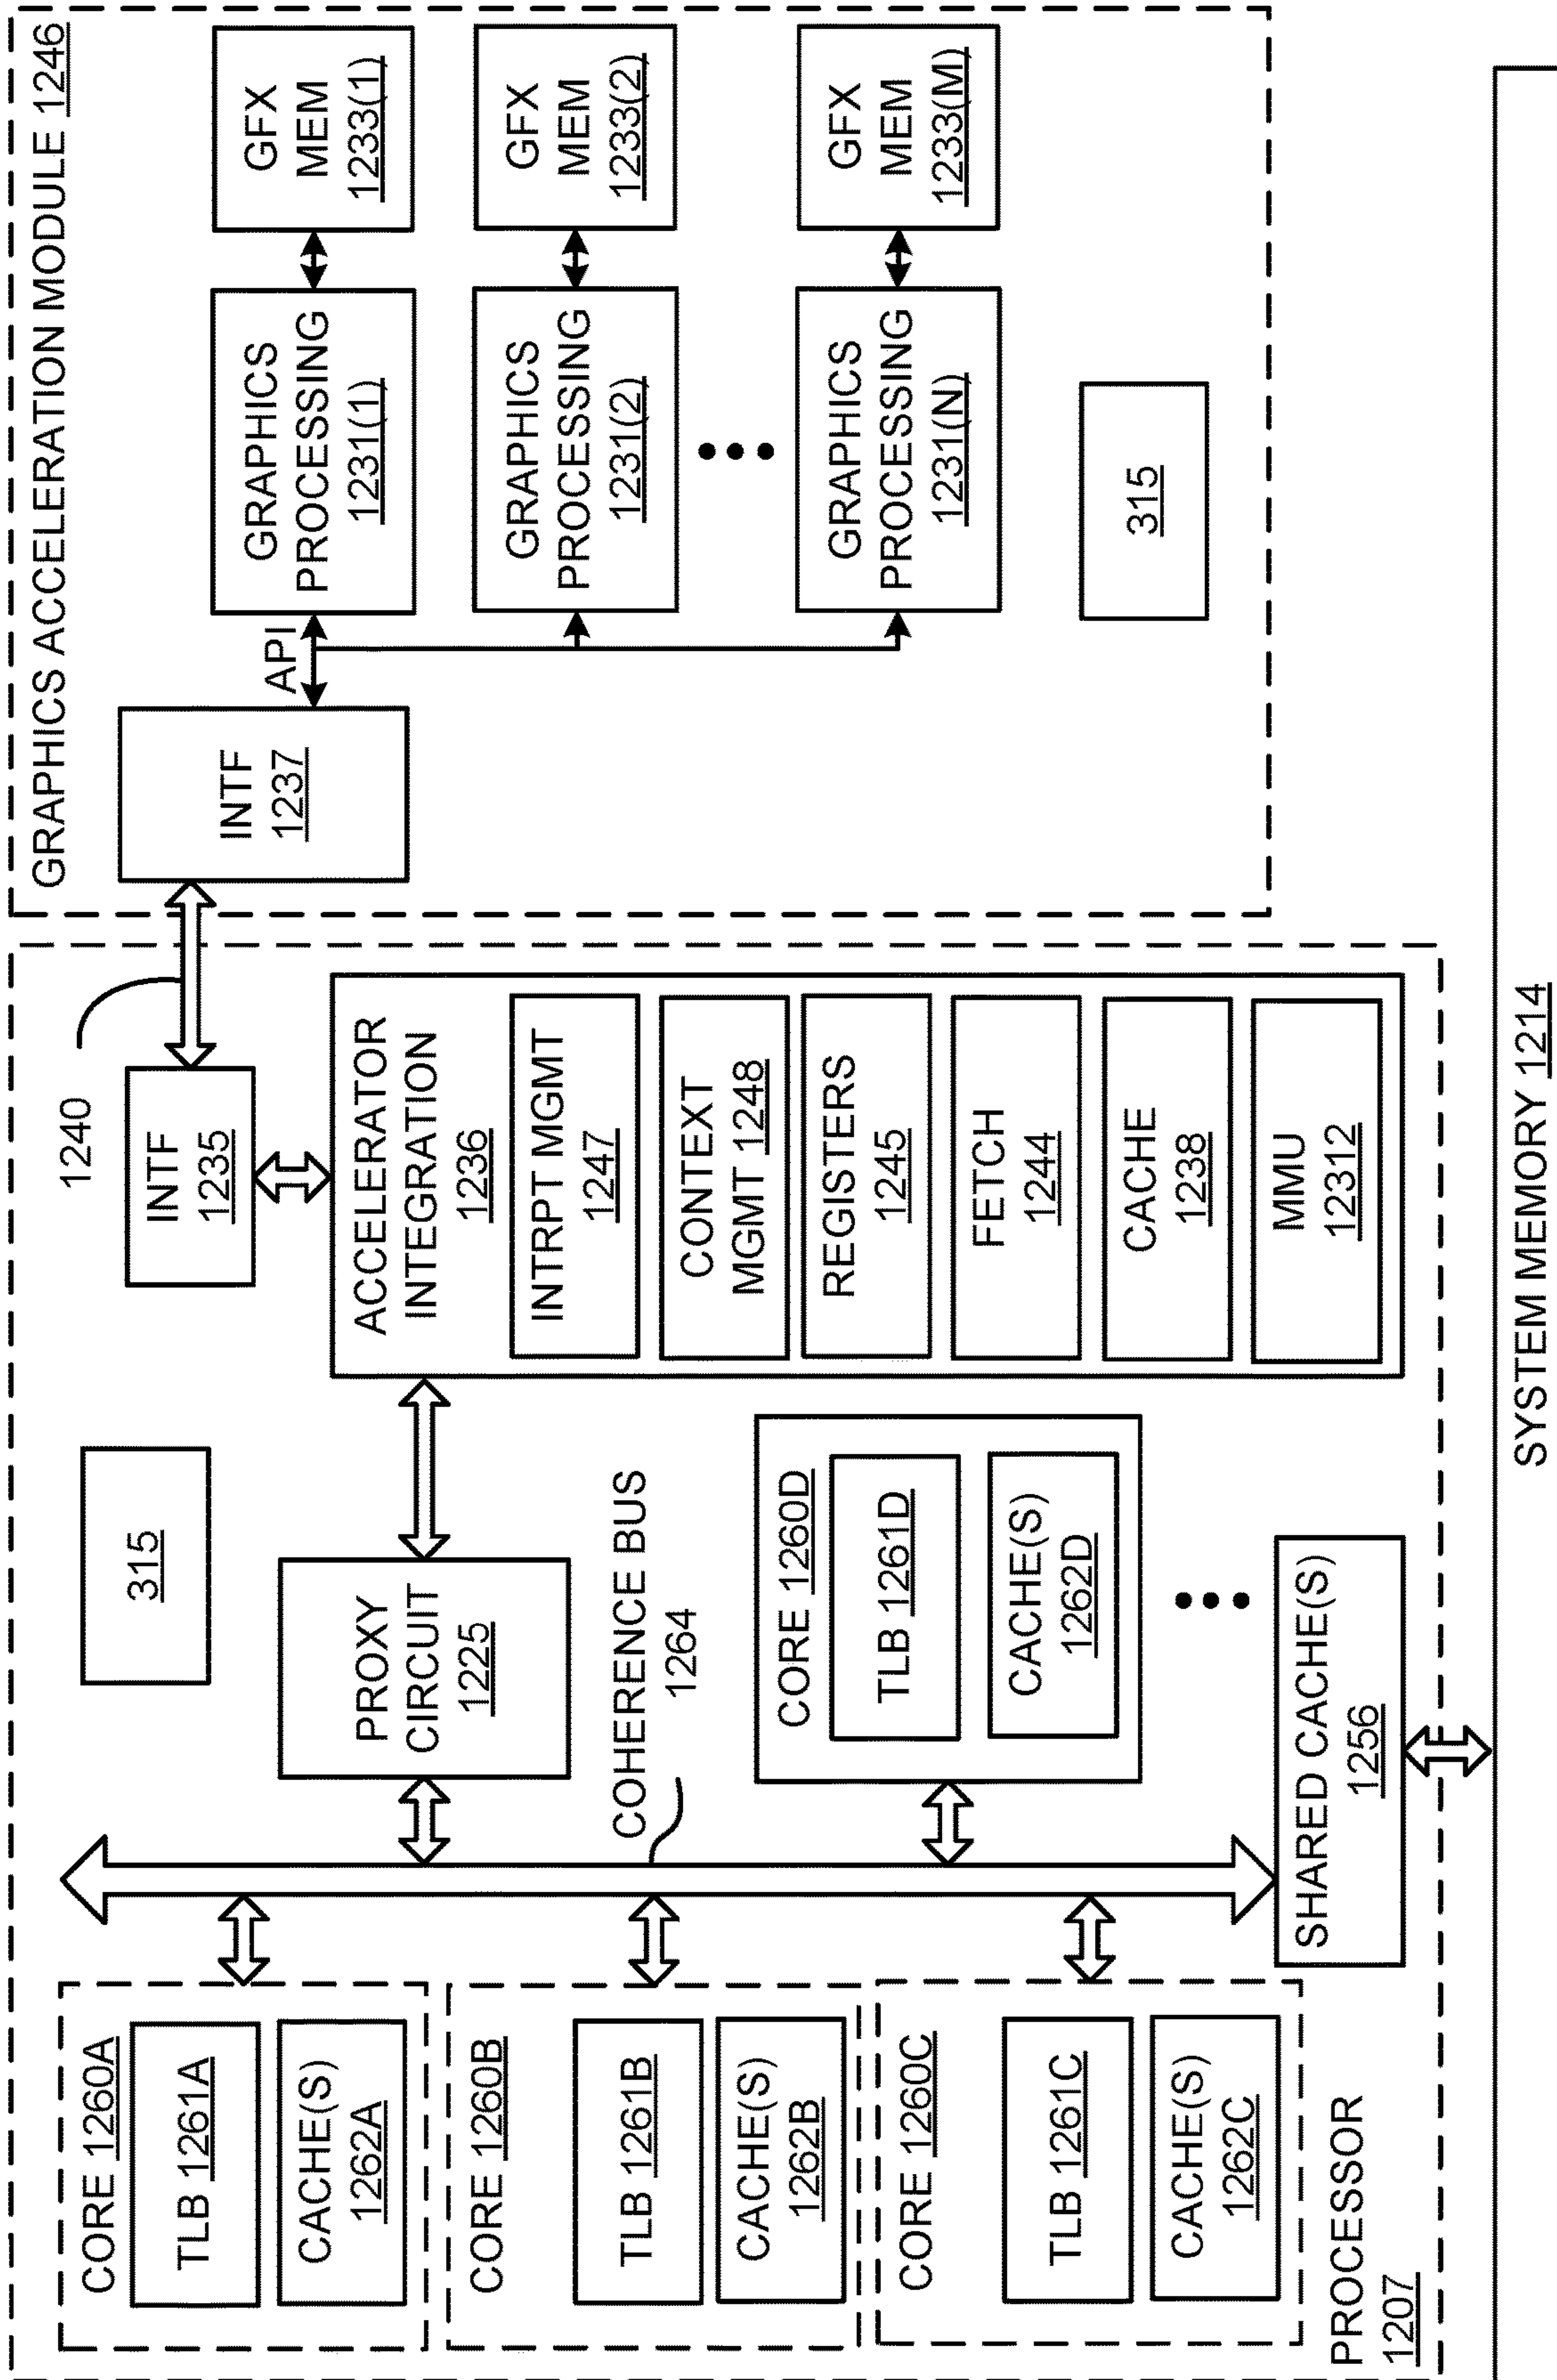 CORE 1260A
TLB 1261A
CACHE(S)
1262A
CORE 1260B
TLB 1261B
CACHE(S)
1262B
CORE 1260C
TLB 1261C
CACHE(S)
1262C
PROCESSOR
1207
315
PROXY
CIRCUIT
1225
COHERENCE BUS
1264
CORE 1260D
TLB 1261D
CACHE(S)
1262D
SHARED CACHE(S)
1256
1240
INTF
1235
ACCELERATOR
INTEGRATION
1236
INTRPT MGMT
1247
CONTEXT
MGMT 1248
REGISTERS
1245
FETCH
1244
CACHE
1238
MMU
12312
GRAPHICS ACCELERATION MODULE 1246
INTF
1237
API
GRAPHICS
PROCESSING
1231(1)
GFX
MEM
1233(1)
GRAPHICS
PROCESSING
1231(2)
GFX
MEM
1233(2)
GRAPHICS
PROCESSING
1231(N)
GFX
MEM
1233(M)
315
SYSTEM MEMORY 1214